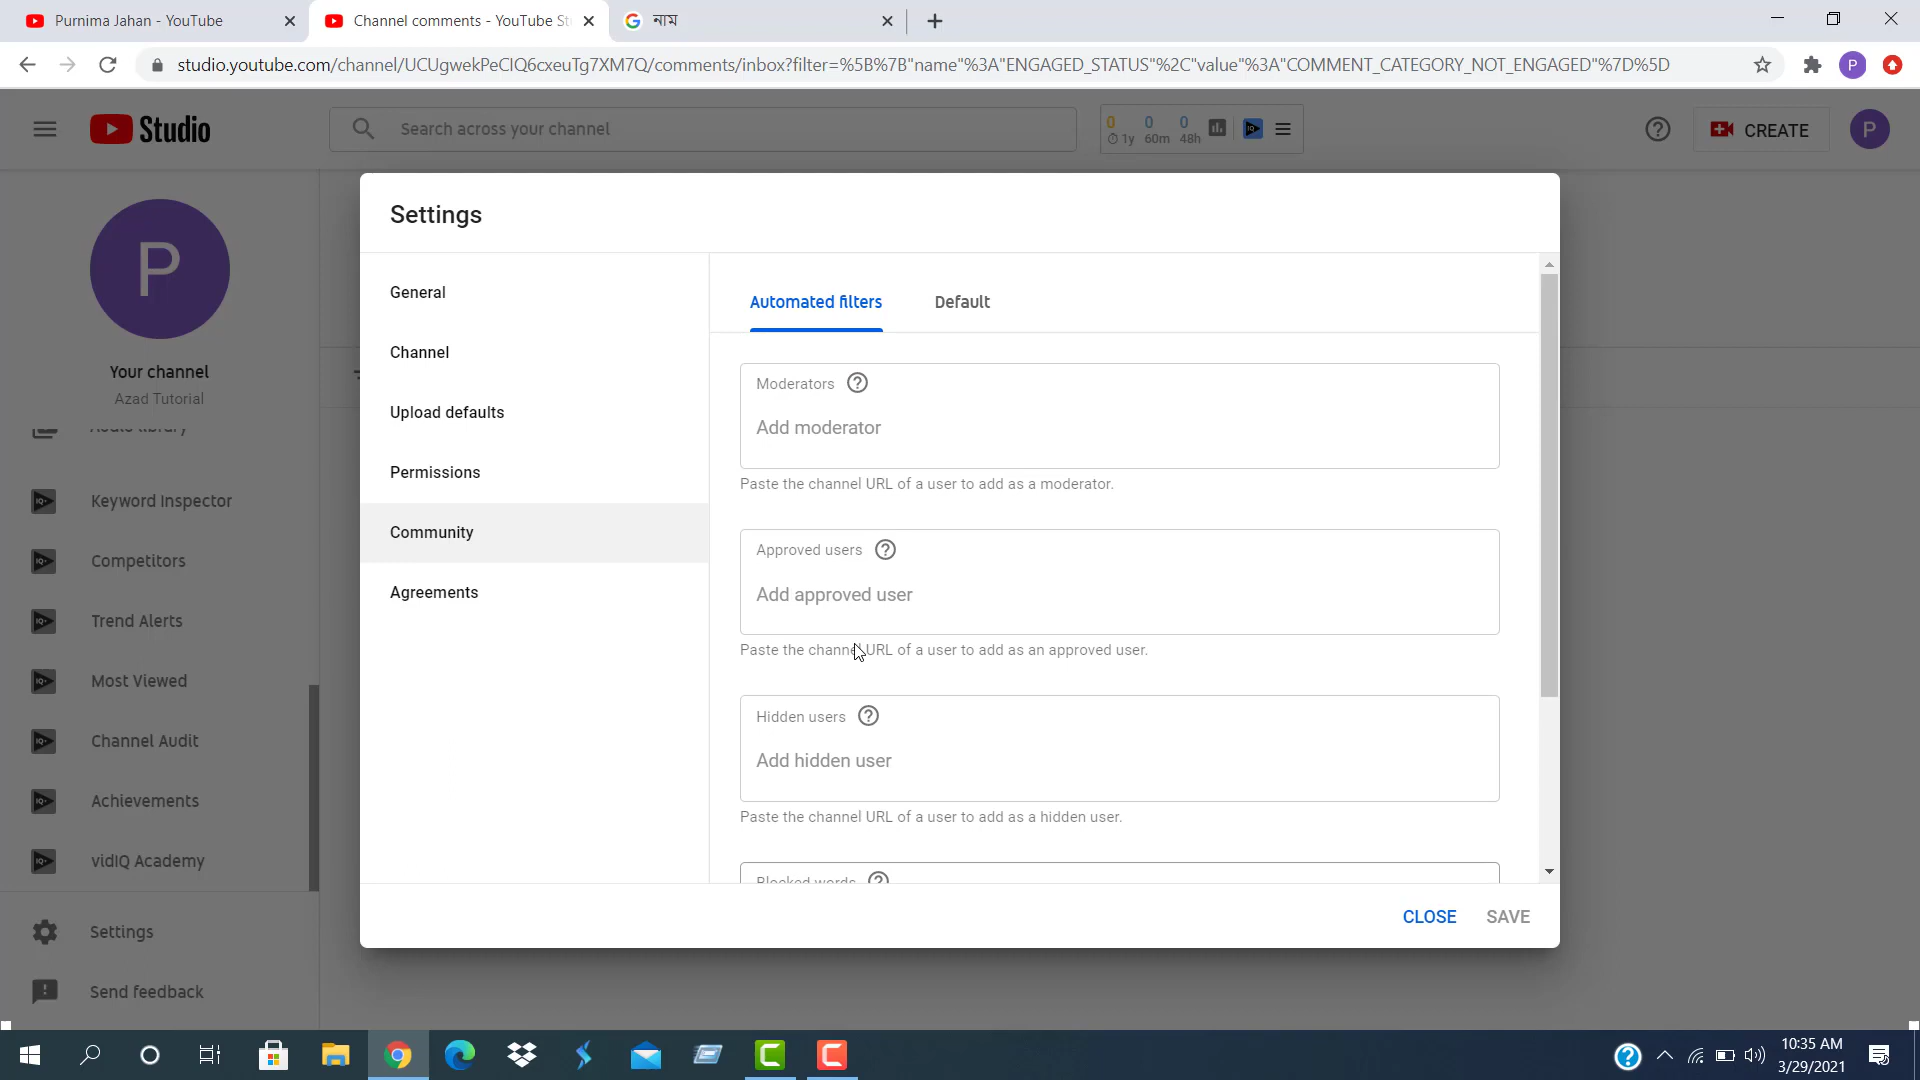 Purnima Jahan - YouTube
Channel comments - YouTube St
নাম
studio.youtube.com/channel/UCUgwekPeCIQ6cxeuTg7XM7Q/comments/inbox?filter=%5B%7B"name"%3A"ENGAGED_STATUS"%2C"value"%3A"COMMENT_CATEGORY_NOT_ENGAGED"%7D%5D
P
Studio
Search across your channel
0 0 0
1y 60m 48h
CREATE
P
P
Your channel
Azad Tutorial
Audio library
Keyword Inspector
Competitors
Trend Alerts
Most Viewed
Channel Audit
Achievements
vidIQ Academy
Settings
Send feedback
Settings
General
Channel
Upload defaults
Permissions
Community
Agreements
Automated filters
Default
Moderators
Add moderator
Paste the channel URL of a user to add as a moderator.
Approved users
Add approved user
Paste the channel URL of a user to add as an approved user.
Hidden users
Add hidden user
Paste the channel URL of a user to add as a hidden user.
Blocked words
CLOSE
SAVE
10:35 AM
3/29/2021